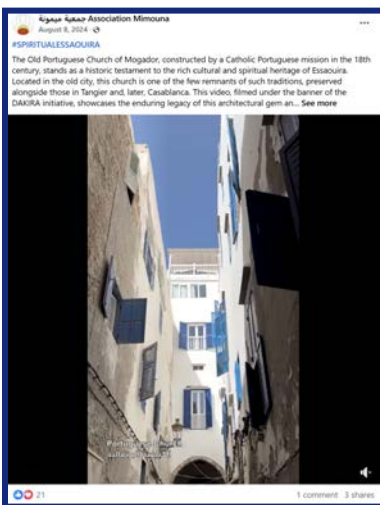 جمعية ميمونة Association Mimouna
August 8, 2024
#SPIRITUALESSAOUIRA
The Old Portuguese Church of Mogador, constructed by a Catholic Portuguese mission in the 18th
century, stands as a historic testament to the rich cultural and spiritual heritage of Essaouira.
Located in the old city, this church is one of the few remnants of such traditions, preserved
alongside those in Tangier and, later, Casablanca. This video, filmed under the banner of the
DAKIRA initiative, showcases the enduring legacy of this architectural gem an... See more
21
1 comment 3 shares